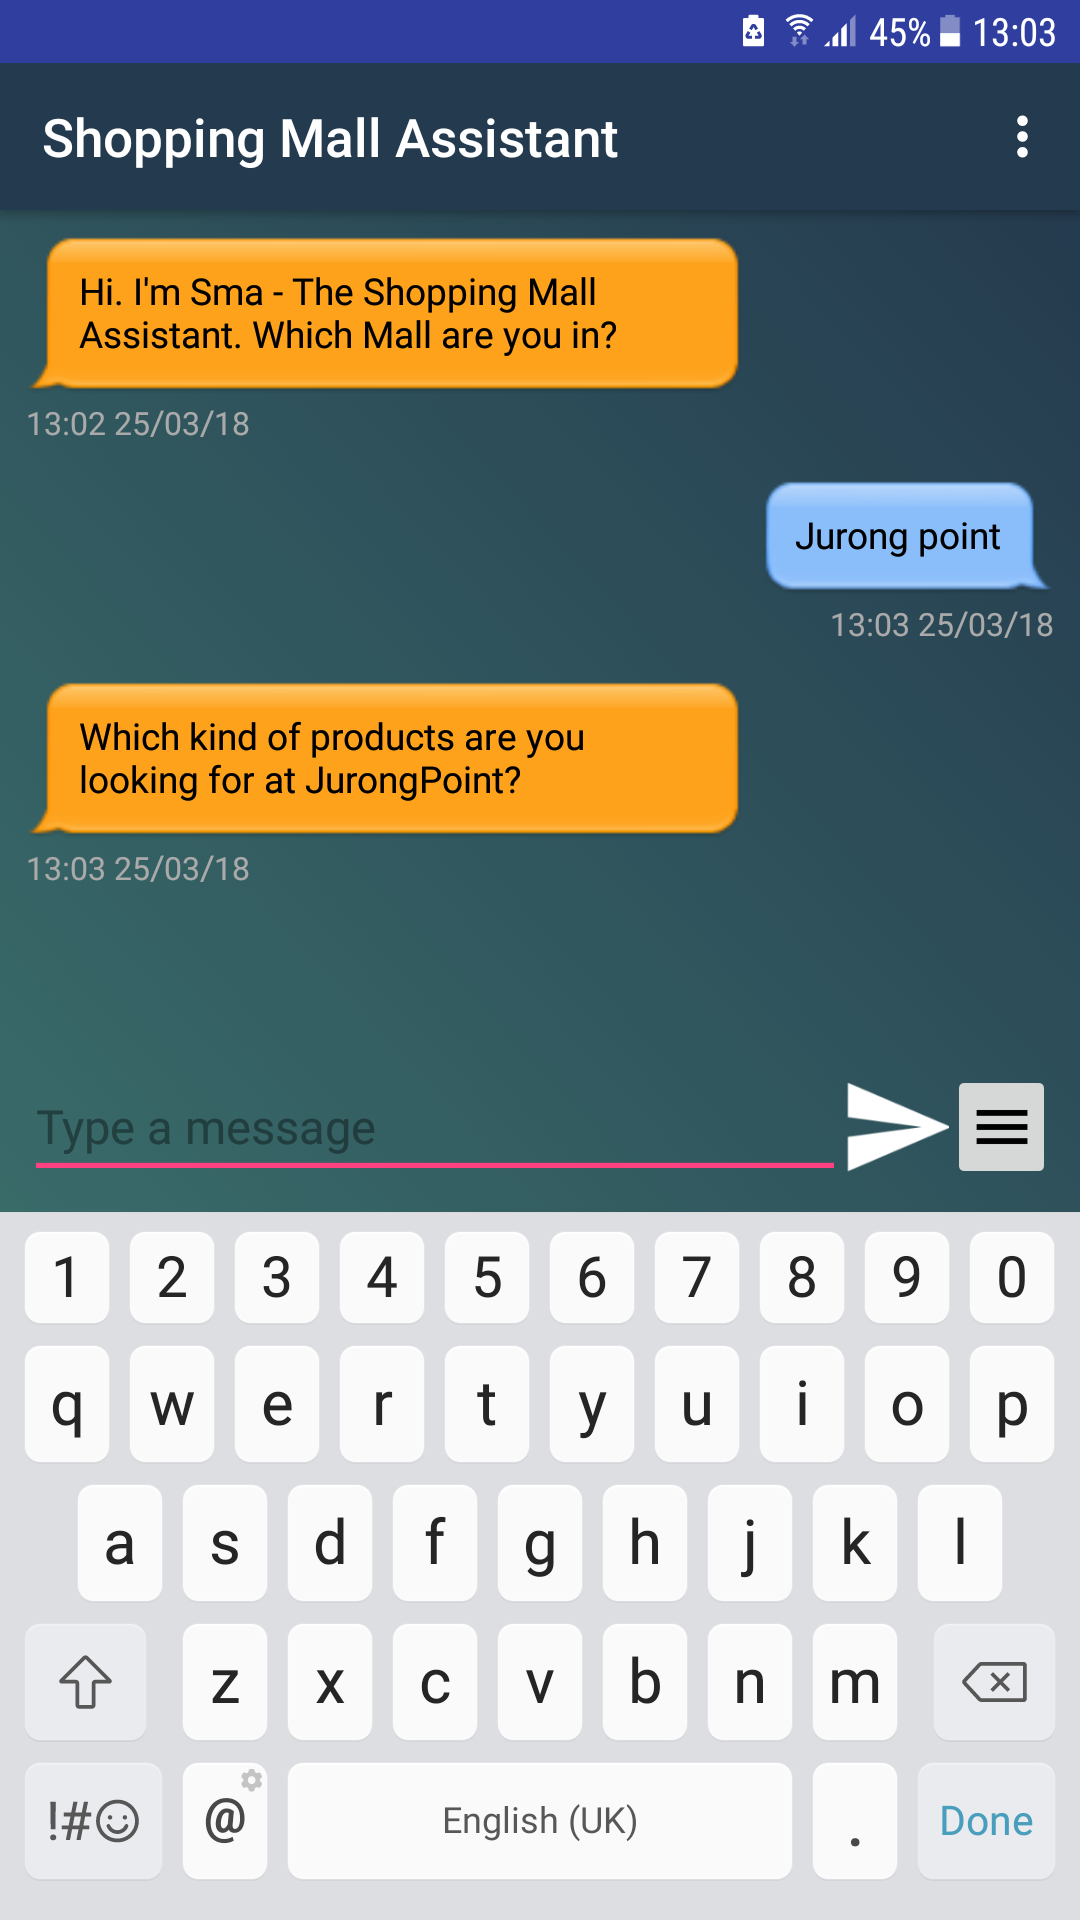 45% 13:03
Shopping Mall Assistant
Hi. I'm Sma - The Shopping Mall
Assistant. Which Mall are you in?
13:02 25/03/18
Jurong point
13:03 25/03/18
Which kind of products are you
looking for at JurongPoint?
13:03 25/03/18
Type a message
1 2 3 4 5 6 7 8 9 0
q w e r t y u i o p
a s d f g h j k l
z x c v b n m
!#☺ @ English (UK) . Done